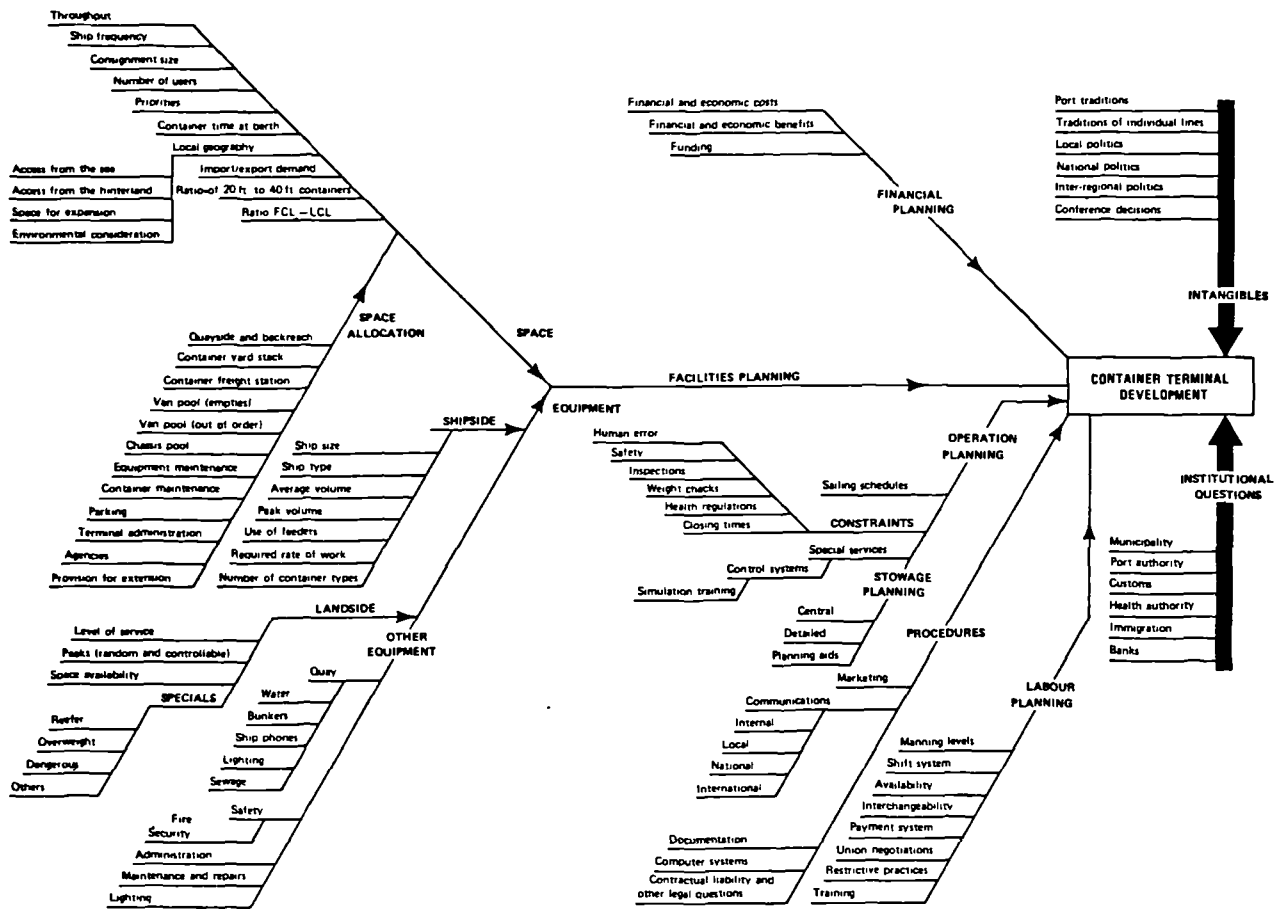 Throughput
Ship frequency
Consignment size
Number of users
Priorities
Container time at berth
Local geography
Access from the sea
Access from the hinterland
Space for expansion
Environmental consideration
Import/export demand
Ratio of 20 ft to 40 ft containers
Ratio FCL – LCL
SPACE
ALLOCATION
SPACE
Quayside and backreach
Container yard stack
Container freight station
Van pool (empties)
Van pool (out of order)
Chassis pool
Equipment maintenance
Container maintenance
Parking
Terminal administration
Agencies
Provision for extension
EQUIPMENT
SHIPSIDE
Ship size
Ship type
Average volume
Peak volume
Use of feeders
Required rate of work
Number of container types
LANDSIDE
Level of service
Peaks (random and controllable)
Space availability
SPECIALS
Reefer
Overweight
Dangerous
Others
OTHER
EQUIPMENT
Quay
Water
Bunkers
Ship phones
Lighting
Sewage
Safety
Fire
Security
Administration
Maintenance and repairs
Lighting
Financial and economic costs
Financial and economic benefits
Funding
FINANCIAL
PLANNING
FACILITIES PLANNING
Port traditions
Traditions of individual lines
Local politics
National politics
Inter-regional politics
Conference decisions
INTANGIBLES
CONTAINER TERMINAL
DEVELOPMENT
OPERATION
PLANNING
Sailing schedules
Human error
Safety
Inspections
Weight checks
Health regulations
Closing times
CONSTRAINTS
Special services
Control systems
Simulation training
STOWAGE
PLANNING
Central
Detailed
Planning aids
PROCEDURES
Marketing
Communications
Internal
Local
National
International
Documentation
Computer systems
Contractual liability and
other legal questions
LABOUR
PLANNING
Manning levels
Shift system
Availability
Interchangeability
Payment system
Union negotiations
Restrictive practices
Training
INSTITUTIONAL
QUESTIONS
Municipality
Port authority
Customs
Health authority
Immigration
Banks